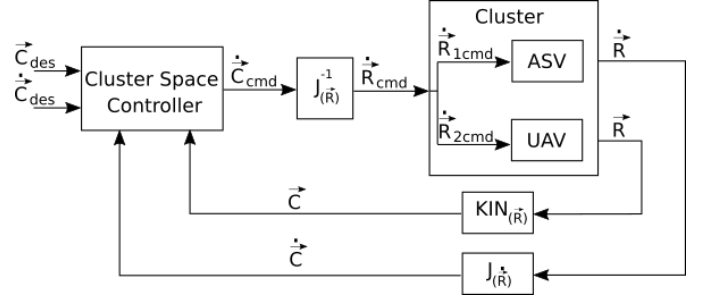 Cluster
C⃗des
Ċ⃗des
Cluster Space
Controller
Ċ⃗cmd
J(R⃗)⁻¹
Ṙ⃗cmd
Ṙ⃗1cmd
ASV
Ṙ⃗
Ṙ⃗2cmd
UAV
R⃗
C⃗
KIN(R⃗)
Ċ⃗
J(Ṙ⃗)